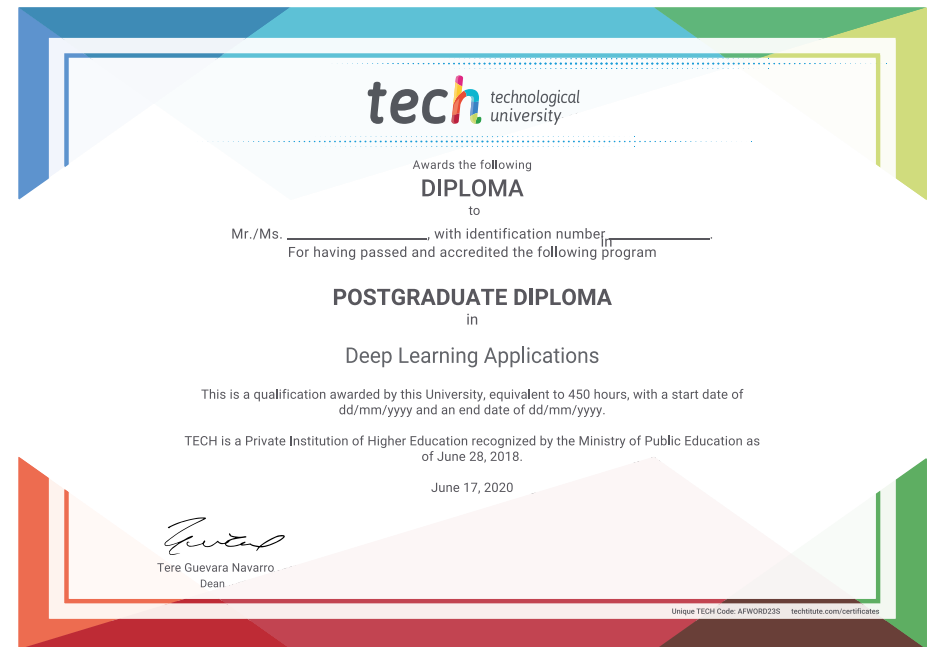 tech technological
university
Awards the following
DIPLOMA
to
Mr./Ms. ____________________, with identification number ______________.
in
For having passed and accredited the following program
POSTGRADUATE DIPLOMA
in
Deep Learning Applications
This is a qualification awarded by this University, equivalent to 450 hours, with a start date of
dd/mm/yyyy and an end date of dd/mm/yyyy.
TECH is a Private Institution of Higher Education recognized by the Ministry of Public Education as
of June 28, 2018.
June 17, 2020
Tere Guevara Navarro
Dean
Unique TECH Code: AFWORD23S techtitute.com/certificates